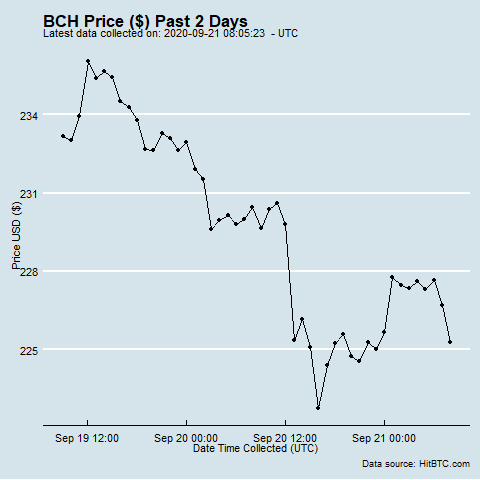 BCH Price ($) Past 2 Days
Latest data collected on: 2020-09-21 08:05:23 - UTC
234
231
228
225
Price USD ($)
Sep 19 12:00 Sep 20 00:00 Sep 20 12:00 Sep 21 00:00
Date Time Collected (UTC)
Data source: HitBTC.com